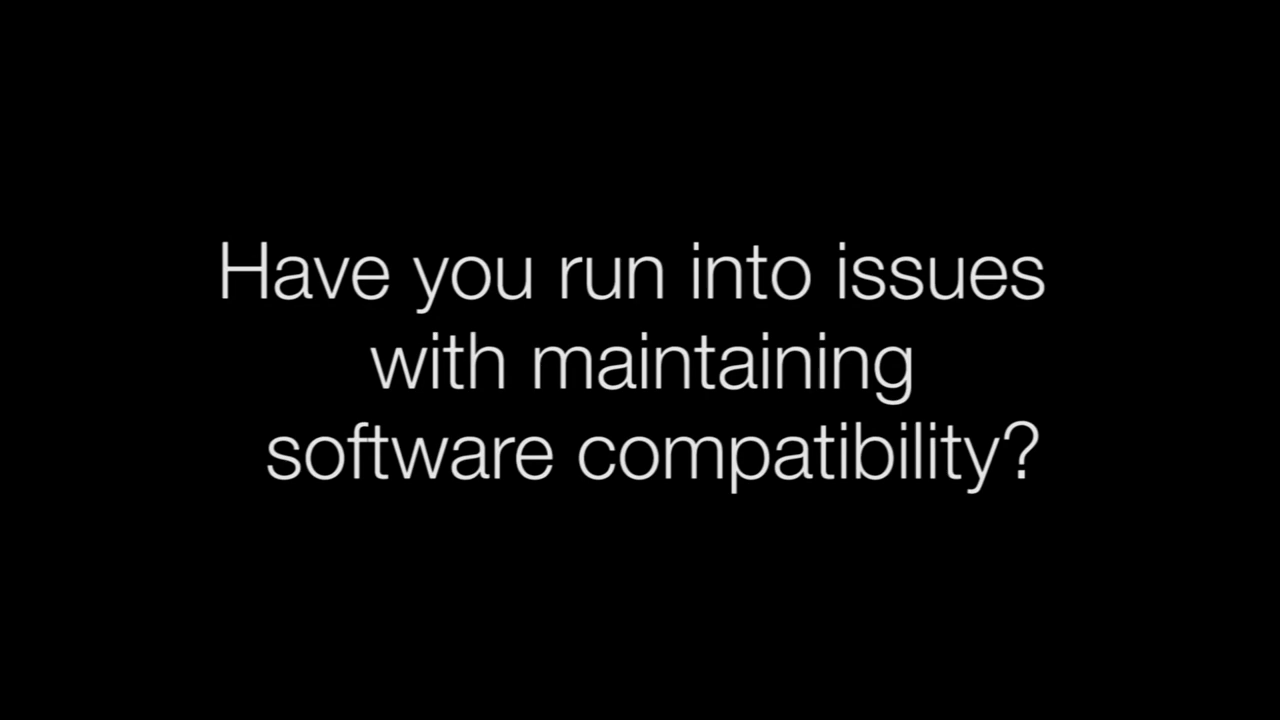 Have you run into issues
with maintaining
software compatibility?